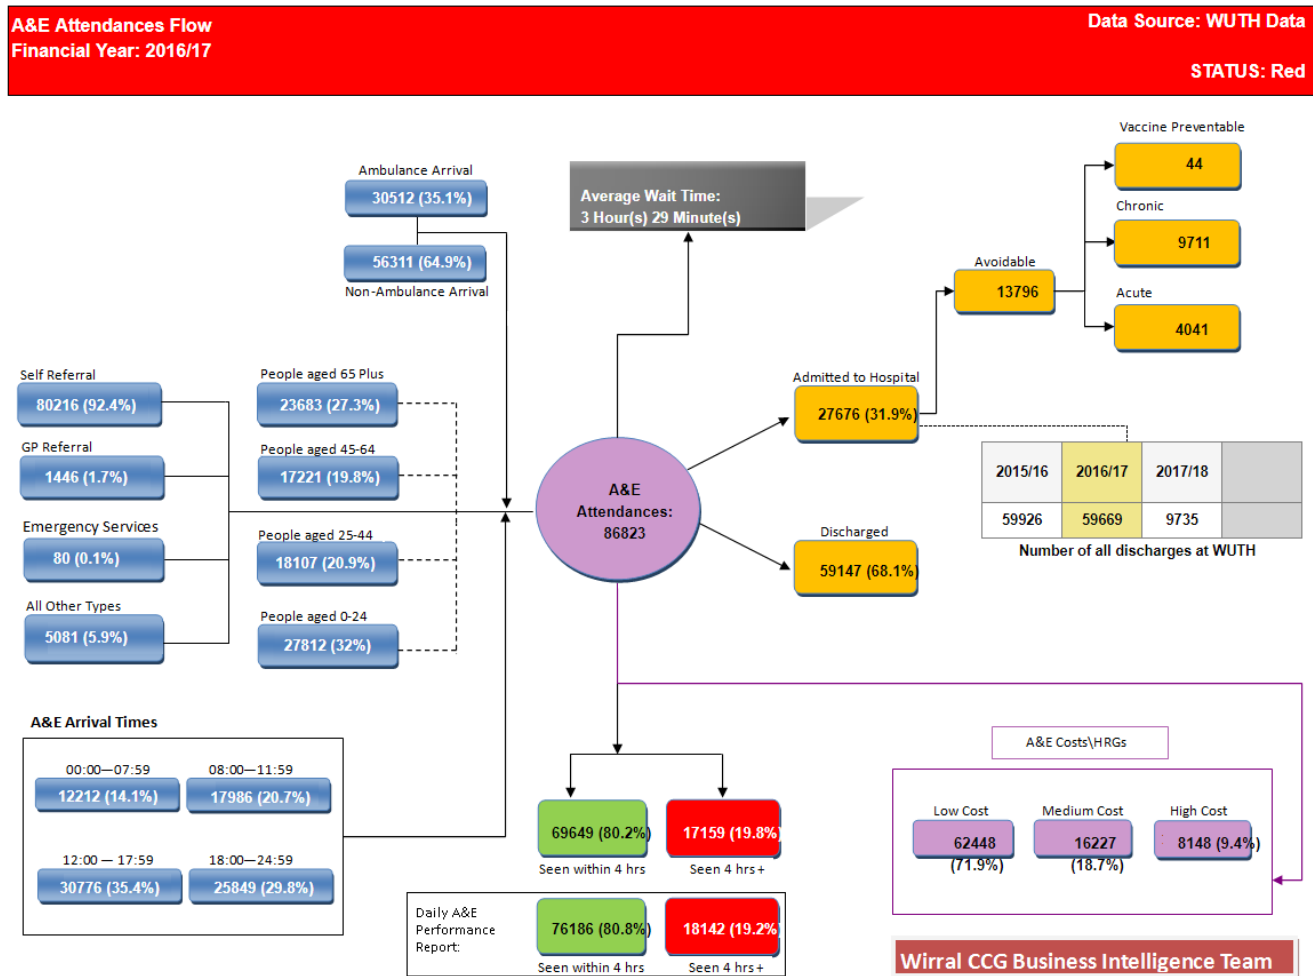 A&E Attendances Flow
Financial Year: 2016/17
Data Source: WUTH Data
STATUS: Red
Ambulance Arrival
30512 (35.1%)
56311 (64.9%)
Non-Ambulance Arrival
Average Wait Time:
3 Hour(s) 29 Minute(s)
Vaccine Preventable
44
Chronic
9711
Acute
4041
Avoidable
13796
Self Referral
80216 (92.4%)
GP Referral
1446 (1.7%)
Emergency Services
80 (0.1%)
All Other Types
5081 (5.9%)
People aged 65 Plus
23683 (27.3%)
People aged 45-64
17221 (19.8%)
People aged 25-44
18107 (20.9%)
People aged 0-24
27812 (32%)
A&E
Attendances:
86823
Admitted to Hospital
27676 (31.9%)
Discharged
59147 (68.1%)
2015/16 2016/17 2017/18
59926 59669 9735
Number of all discharges at WUTH
A&E Arrival Times
00:00—07:59 08:00—11:59
12212 (14.1%) 17986 (20.7%)
12:00 — 17:59 18:00—24:59
30776 (35.4%) 25849 (29.8%)
69649 (80.2%) 17159 (19.8%)
Seen within 4 hrs Seen 4 hrs +
Daily A&E
Performance
Report:
76186 (80.8%) 18142 (19.2%)
Seen within 4 hrs Seen 4 hrs +
A&E Costs\HRGs
Low Cost Medium Cost High Cost
62448 16227 8148 (9.4%)
(71.9%) (18.7%)
Wirral CCG Business Intelligence Team